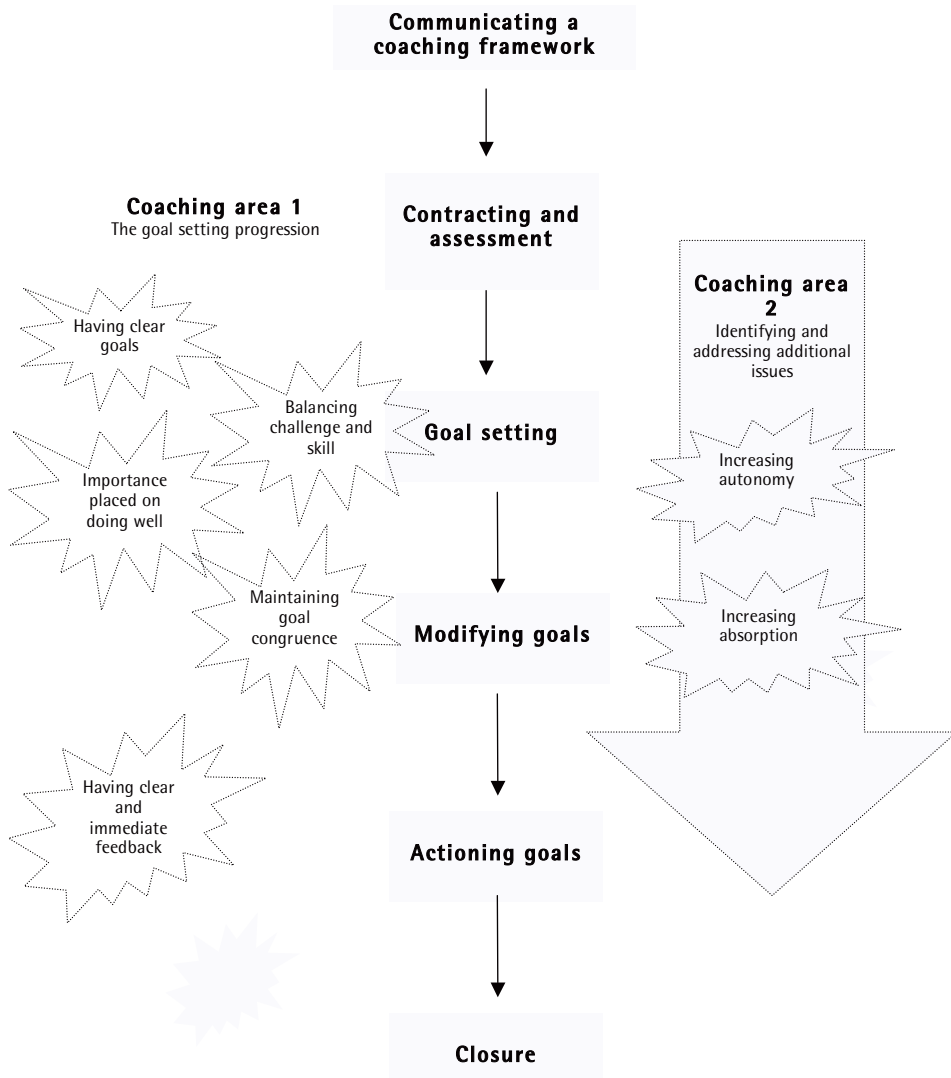 Communicating a
coaching framework
Coaching area 1
The goal setting progression
Contracting and
assessment
Coaching area
2
Identifying and
addressing additional
issues
Having clear
goals
Balancing
challenge and
skill
Goal setting
Importance
placed on
doing well
Increasing
autonomy
Maintaining
goal
congruence
Modifying goals
Increasing
absorption
Having clear
and
immediate
feedback
Actioning goals
Closure